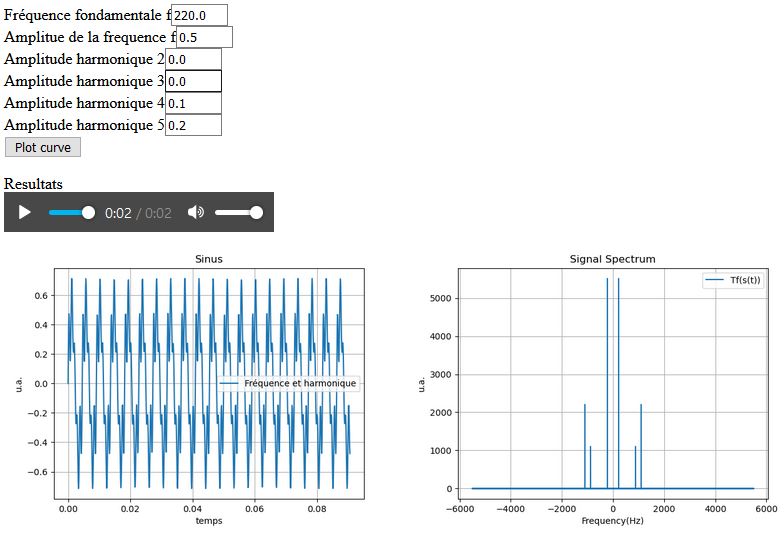 Fréquence fondamentale f 220.0
Amplitue de la frequence f 0.5
Amplitude harmonique 2 0.0
Amplitude harmonique 3 0.0
Amplitude harmonique 4 0.1
Amplitude harmonique 5 0.2
Plot curve
Resultats
0:02 / 0:02
Sinus
0.6
0.4
0.2
0.0
−0.2
−0.4
−0.6
u.a.
Fréquence et harmonique
0.00 0.02 0.04 0.06 0.08
temps
Signal Spectrum
Tf(s(t))
5000
4000
3000
2000
1000
0
u.a.
−6000 −4000 −2000 0 2000 4000 6000
Frequency(Hz)